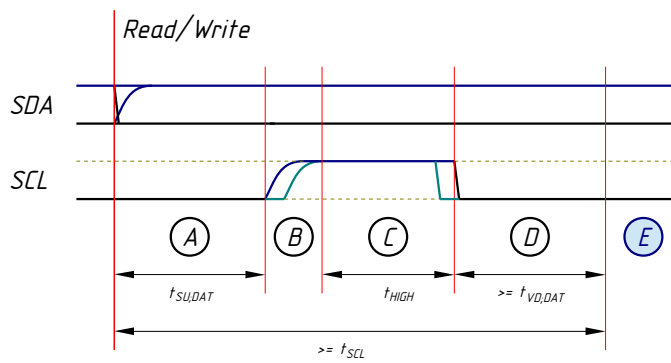 Read/Write
SDA
SCL
A B C D E
tSU,DAT tHIGH >= tVD,DAT
>= tSCL